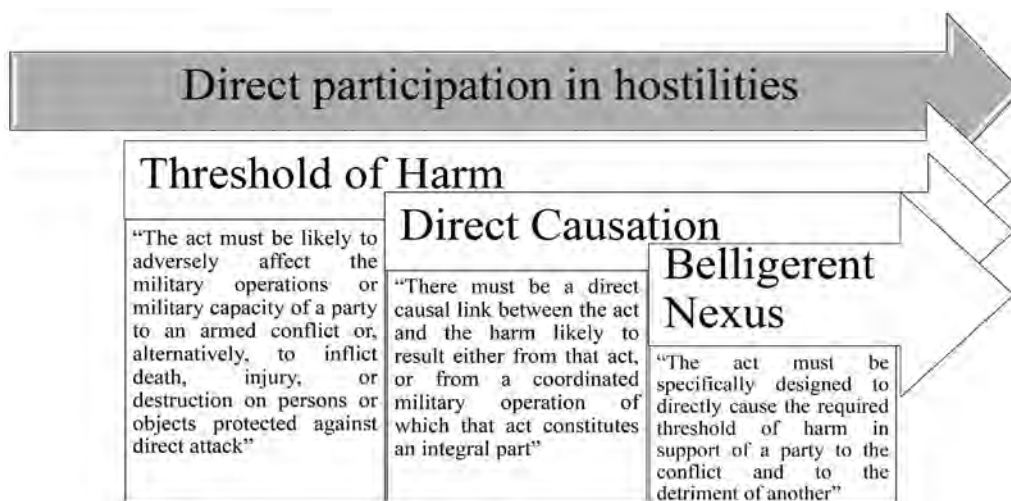 Direct participation in hostilities
Threshold of Harm
“The act must be likely to
adversely affect the
military operations or
military capacity of a party
to an armed conflict or,
alternatively, to inflict
death, injury, or
destruction on persons or
objects protected against
direct attack”
Direct Causation
“There must be a direct
causal link between the act
and the harm likely to
result either from that act,
or from a coordinated
military operation of
which that act constitutes
an integral part”
Belligerent
Nexus
“The act must be
specifically designed to
directly cause the required
threshold of harm in
support of a party to the
conflict and to the
detriment of another”